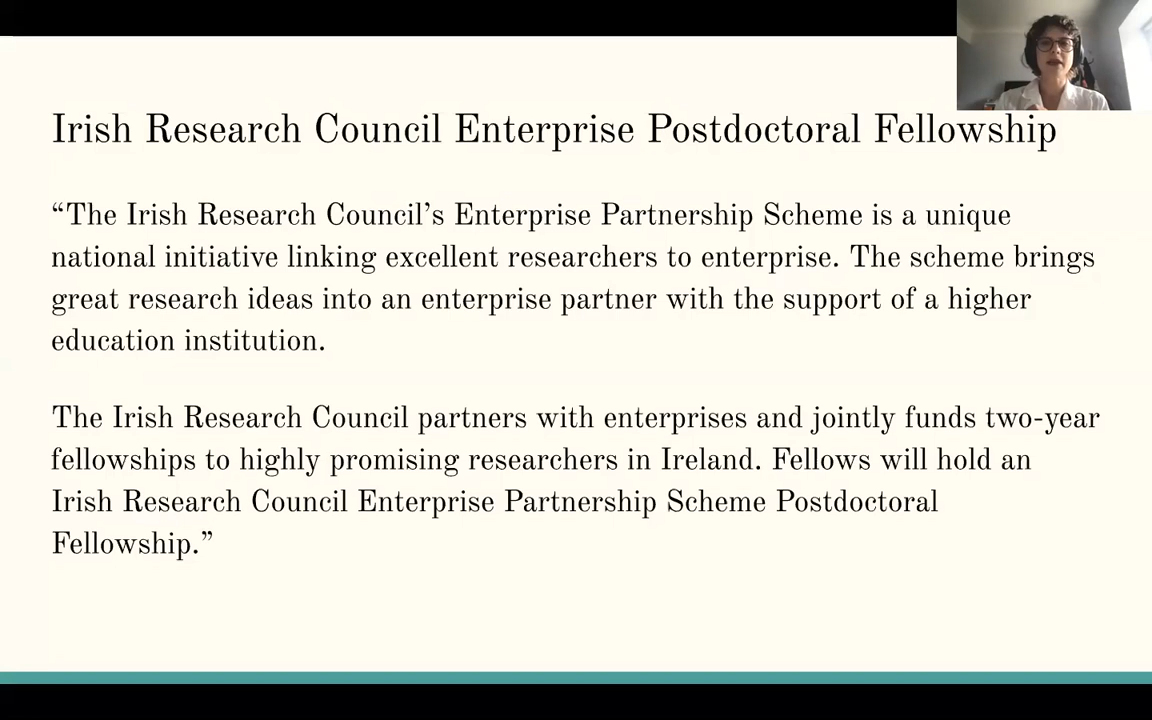 Irish Research Council Enterprise Postdoctoral Fellowship
“The Irish Research Council’s Enterprise Partnership Scheme is a unique
national initiative linking excellent researchers to enterprise. The scheme brings
great research ideas into an enterprise partner with the support of a higher
education institution.
The Irish Research Council partners with enterprises and jointly funds two-year
fellowships to highly promising researchers in Ireland. Fellows will hold an
Irish Research Council Enterprise Partnership Scheme Postdoctoral
Fellowship.”